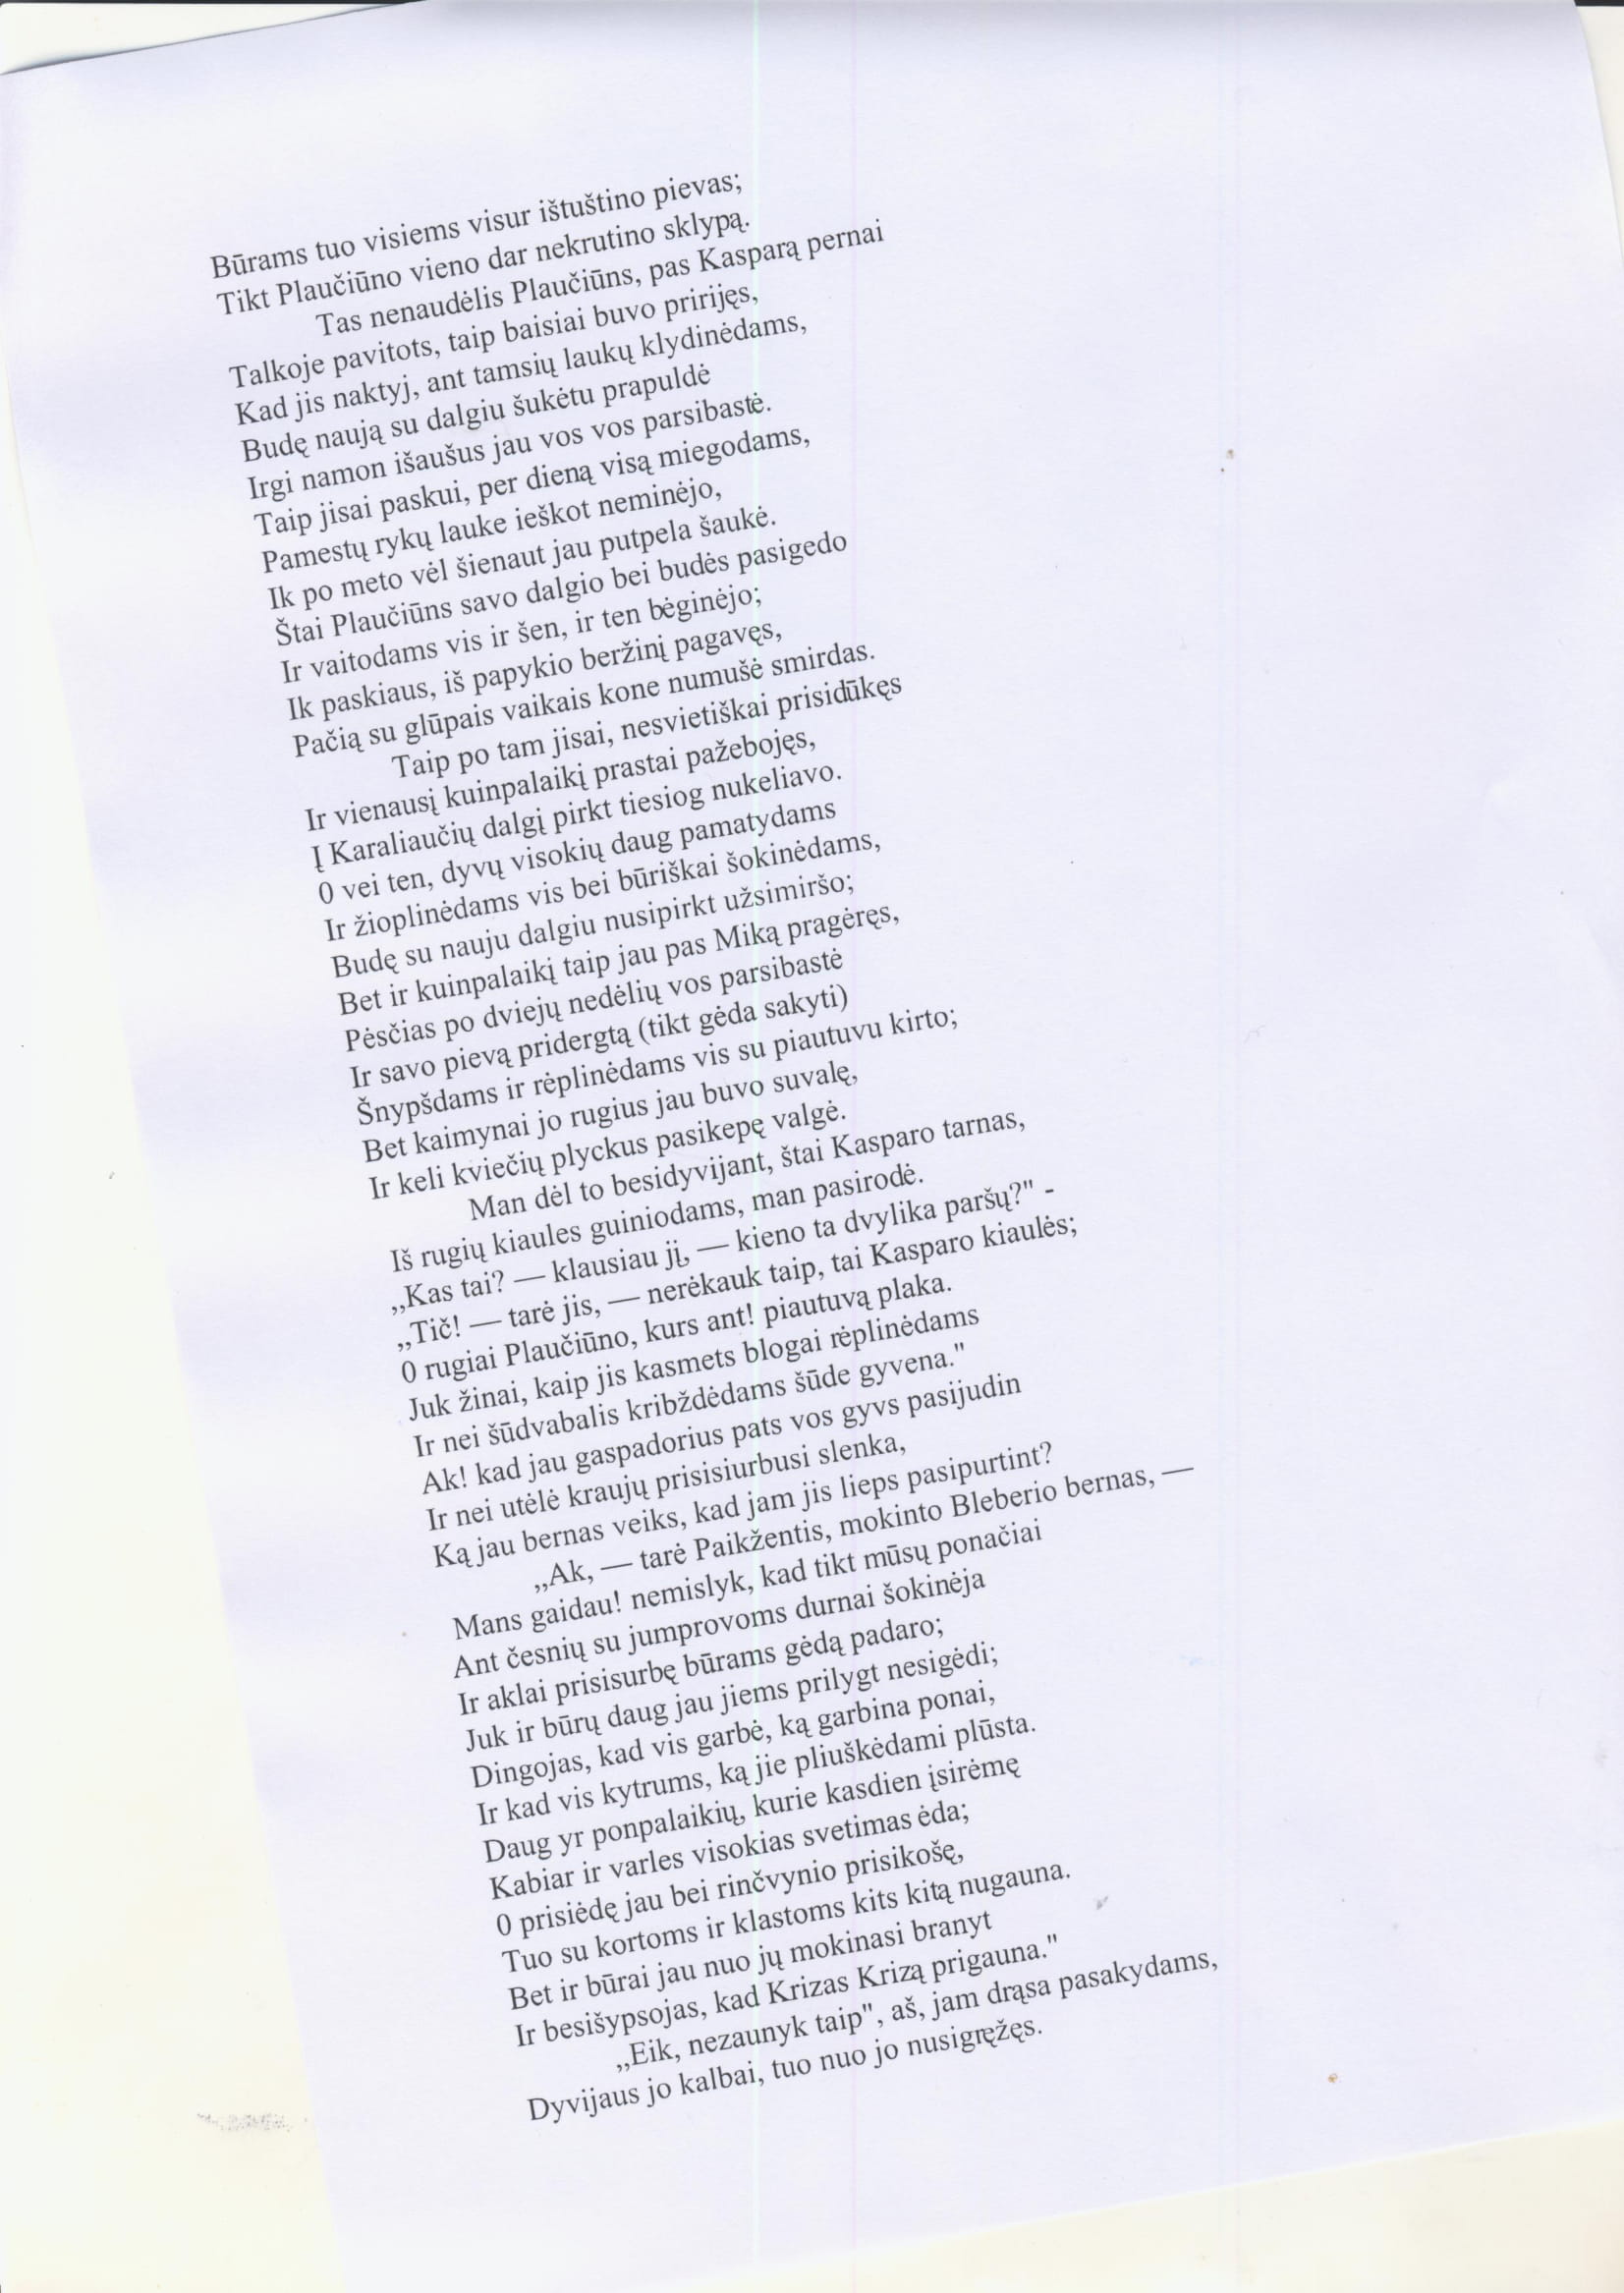 Būrams tuo visiems visur ištuštino pievas;
Tikt Plaučiūno vieno dar nekrutino sklypą.
Tas nenaudėlis Plaučiūns, pas Kasparą pernai
Talkoje pavitots, taip baisiai buvo pririjęs,
Kad jis naktyj, ant tamsių laukų klydinėdams,
Budę naują su dalgiu šukėtu prapuldė
Irgi namon išaušus jau vos vos parsibastė.
Taip jisai paskui, per dieną visą miegodams,
Pamestų rykų lauke ieškot neminėjo,
Ik po meto vėl šienaut jau putpela šaukė.
Štai Plaučiūns savo dalgio bei budės pasigedo
Ir vaitodams vis ir šen, ir ten bėginėjo;
Ik paskiaus, iš papykio beržinį pagavęs,
Pačią su glūpais vaikais kone numušė smirdas.
Taip po tam jisai, nesvietiškai prisidūkęs
Ir vienausį kuinpalaikį prastai pažebojęs,
Į Karaliaučių dalgį pirkt tiesiog nukeliavo.
0 vei ten, dyvų visokių daug pamatydams
Ir žioplinėdams vis bei būriškai šokinėdams,
Budę su nauju dalgiu nusipirkt užsimiršo;
Bet ir kuinpalaikį taip jau pas Miką pragėręs,
Pėsčias po dviejų nedėlių vos parsibastė
Ir savo pievą pridergtą (tikt gėda sakyti)
Šnypšdams ir rėplinėdams vis su piautuvu kirto;
Bet kaimynai jo rugius jau buvo suvalę,
Ir keli kviečių plyckus pasikepę valgė.
Man dėl to besidyvijant, štai Kasparo tarnas,
Iš rugių kiaules guiniodams, man pasirodė.
„Kas tai? — klausiau jį, — kieno ta dvylika paršų?" -
„Tič! — tarė jis, — nerėkauk taip, tai Kasparo kiaulės;
0 rugiai Plaučiūno, kurs ant! piautuvą plaka.
Juk žinai, kaip jis kasmets blogai rėplinėdams
Ir nei šūdvabalis kribždėdams šūde gyvena."
Ak! kad jau gaspadorius pats vos gyvs pasijudin
Ir nei utėlė kraujų prisisiurbusi slenka,
Ką jau bernas veiks, kad jam jis lieps pasipurtint?
„Ak, — tarė Paikžentis, mokinto Bleberio bernas, —
Mans gaidau! nemislyk, kad tikt mūsų ponačiai
Ant česnių su jumprovoms durnai šokinėja
Ir aklai prisisurbę būrams gėdą padaro;
Juk ir būrų daug jau jiems prilygt nesigėdi;
Dingojas, kad vis garbė, ką garbina ponai,
Ir kad vis kytrums, ką jie pliuškėdami plūsta.
Daug yr ponpalaikių, kurie kasdien įsirėmę
Kabiar ir varles visokias svetimas ėda;
0 prisiėdę jau bei rinčvynio prisikošę,
Tuo su kortoms ir klastoms kits kitą nugauna.
Bet ir būrai jau nuo jų mokinasi branyt
Ir besišypsojas, kad Krizas Krizą prigauna."
„Eik, nezaunyk taip", aš, jam drąsa pasakydams,
Dyvijaus jo kalbai, tuo nuo jo nusigręžęs.